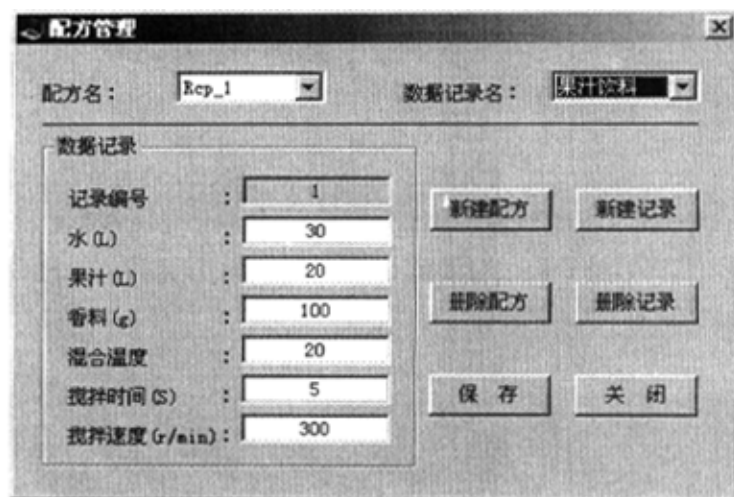 配方管理
配方名： Rcp_1 数据记录名： 果汁饮料
数据记录
记录编号 : 1
水(L) : 30
果汁(L) : 20
香料(g) : 100
混合温度 : 20
搅拌时间(S) : 5
搅拌速度(r/min) : 300
新建配方 新建记录
删除配方 删除记录
保 存 关 闭